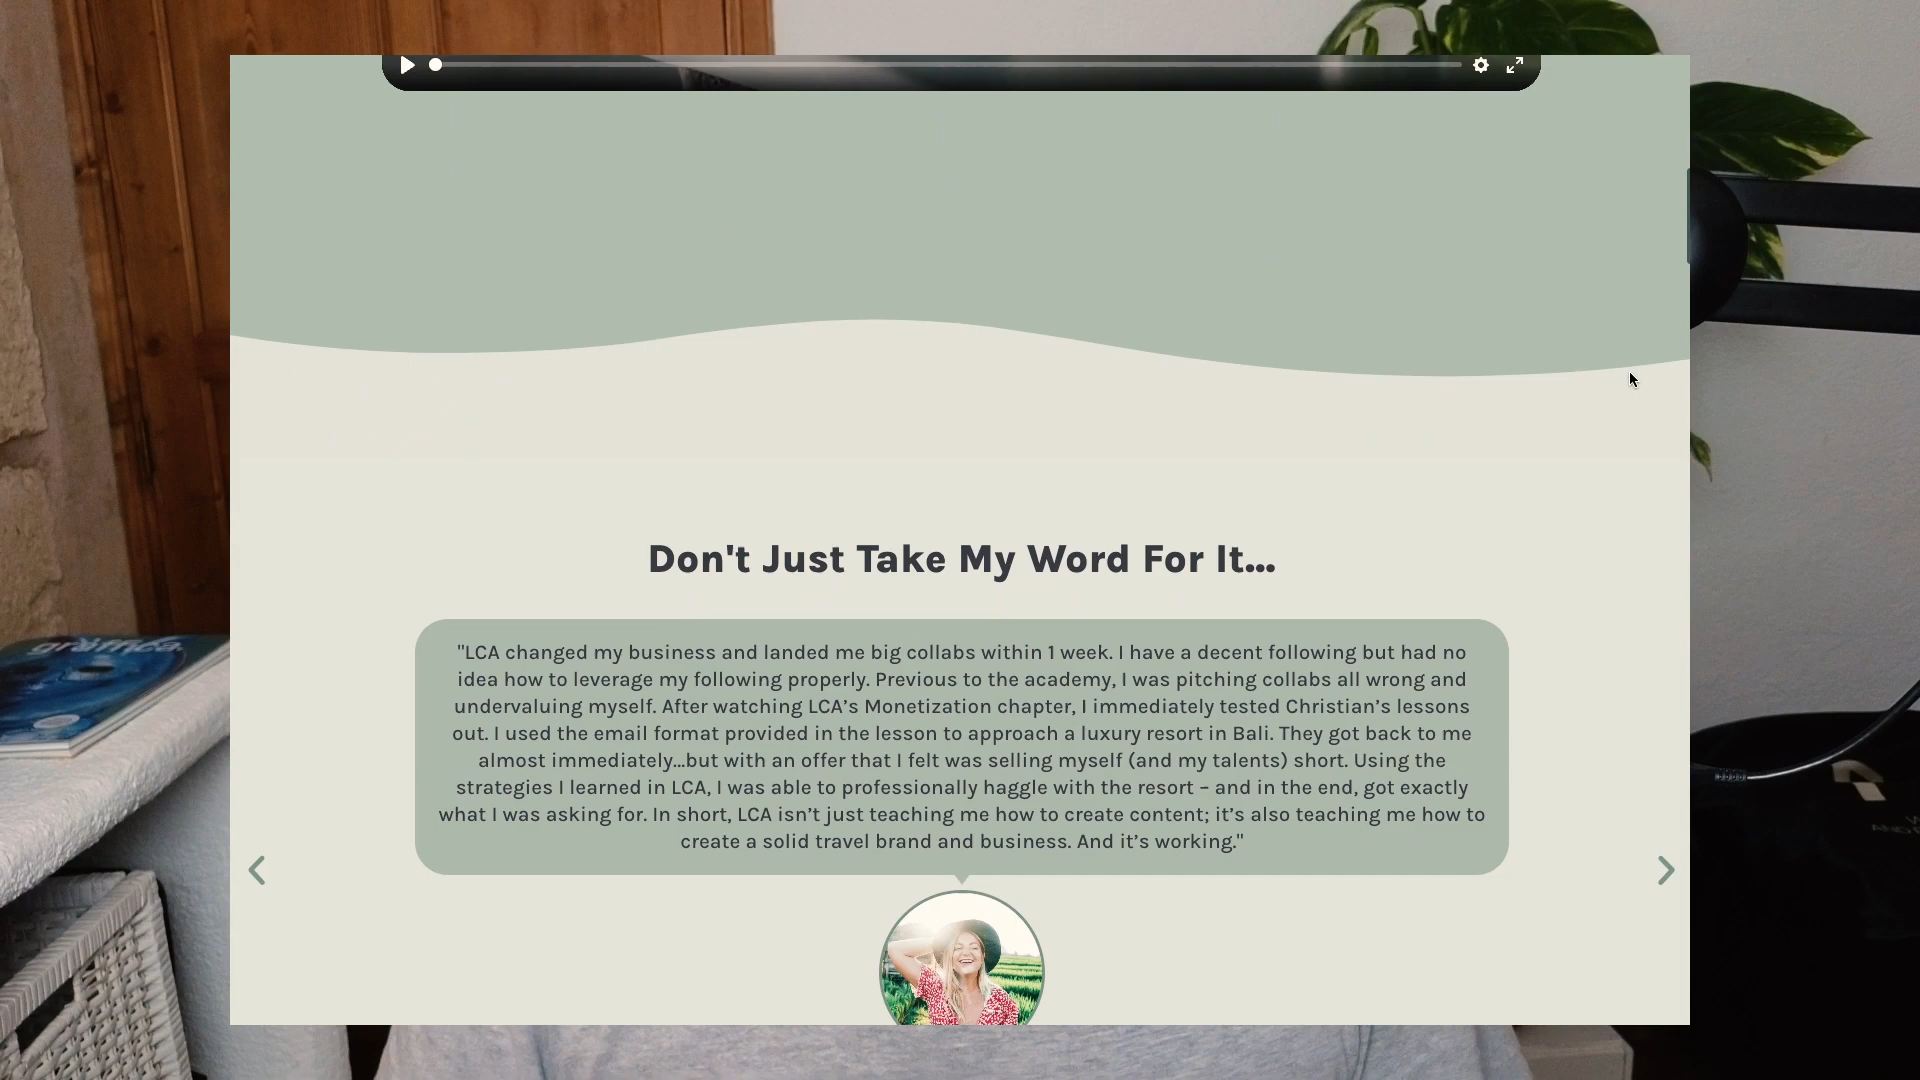 Don't Just Take My Word For It...
"LCA changed my business and landed me big collabs within 1 week. I have a decent following but had no
idea how to leverage my following properly. Previous to the academy, I was pitching collabs all wrong and
undervaluing myself. After watching LCA’s Monetization chapter, I immediately tested Christian’s lessons
out. I used the email format provided in the lesson to approach a luxury resort in Bali. They got back to me
almost immediately...but with an offer that I felt was selling myself (and my talents) short. Using the
strategies I learned in LCA, I was able to professionally haggle with the resort – and in the end, got exactly
what I was asking for. In short, LCA isn’t just teaching me how to create content; it’s also teaching me how to
create a solid travel brand and business. And it’s working."
gràffica